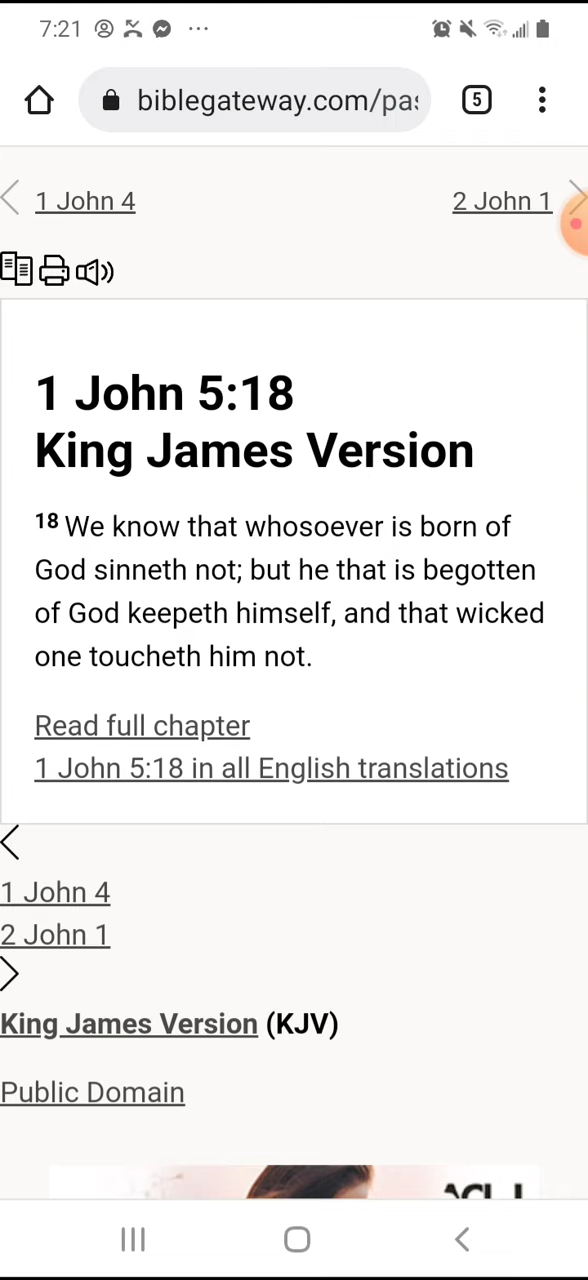 7:21
biblegateway.com/pas
5
1 John 4
2 John 1
1 John 5:18
King James Version
18 We know that whosoever is born of
God sinneth not; but he that is begotten
of God keepeth himself, and that wicked
one toucheth him not.
Read full chapter
1 John 5:18 in all English translations
1 John 4
2 John 1
King James Version (KJV)
Public Domain